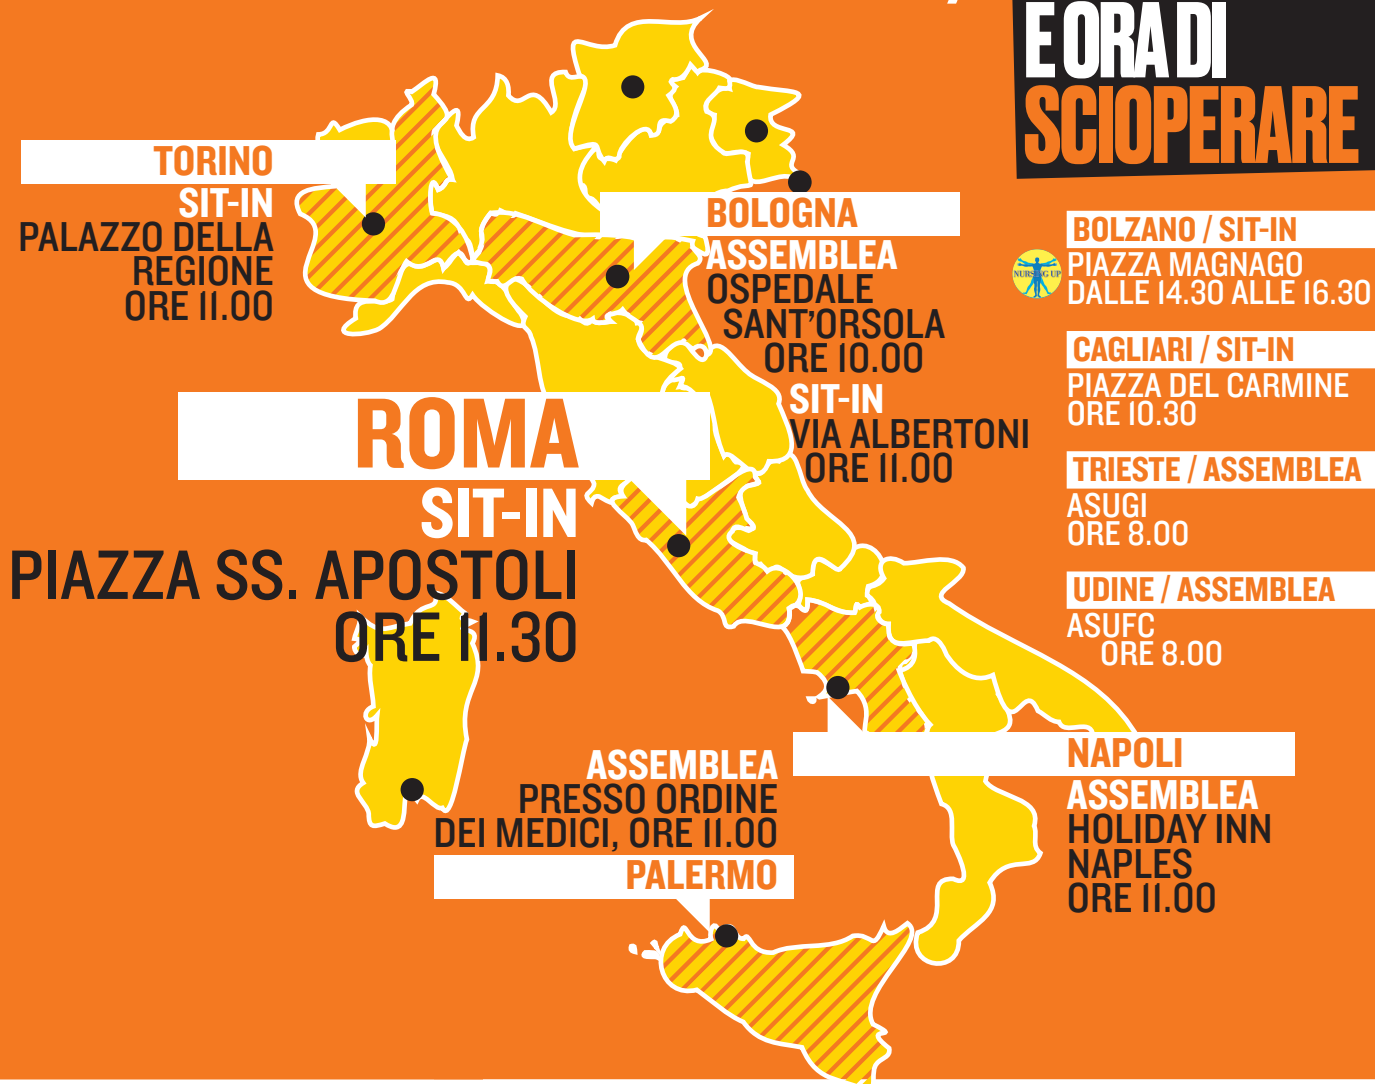 E ORA DI
SCIOPERARE
TORINO
SIT-IN
PALAZZO DELLA
REGIONE
ORE 11.00
BOLOGNA
ASSEMBLEA
OSPEDALE
SANT'ORSOLA
ORE 10.00
SIT-IN
VIA ALBERTONI
ORE 11.00
ROMA
SIT-IN
PIAZZA SS. APOSTOLI
ORE 11.30
ASSEMBLEA
PRESSO ORDINE
DEI MEDICI, ORE 11.00
PALERMO
NAPOLI
ASSEMBLEA
HOLIDAY INN
NAPLES
ORE 11.00
BOLZANO / SIT-IN
NURSING UP
PIAZZA MAGNAGO
DALLE 14.30 ALLE 16.30
CAGLIARI / SIT-IN
PIAZZA DEL CARMINE
ORE 10.30
TRIESTE / ASSEMBLEA
ASUGI
ORE 8.00
UDINE / ASSEMBLEA
ASUFC
ORE 8.00